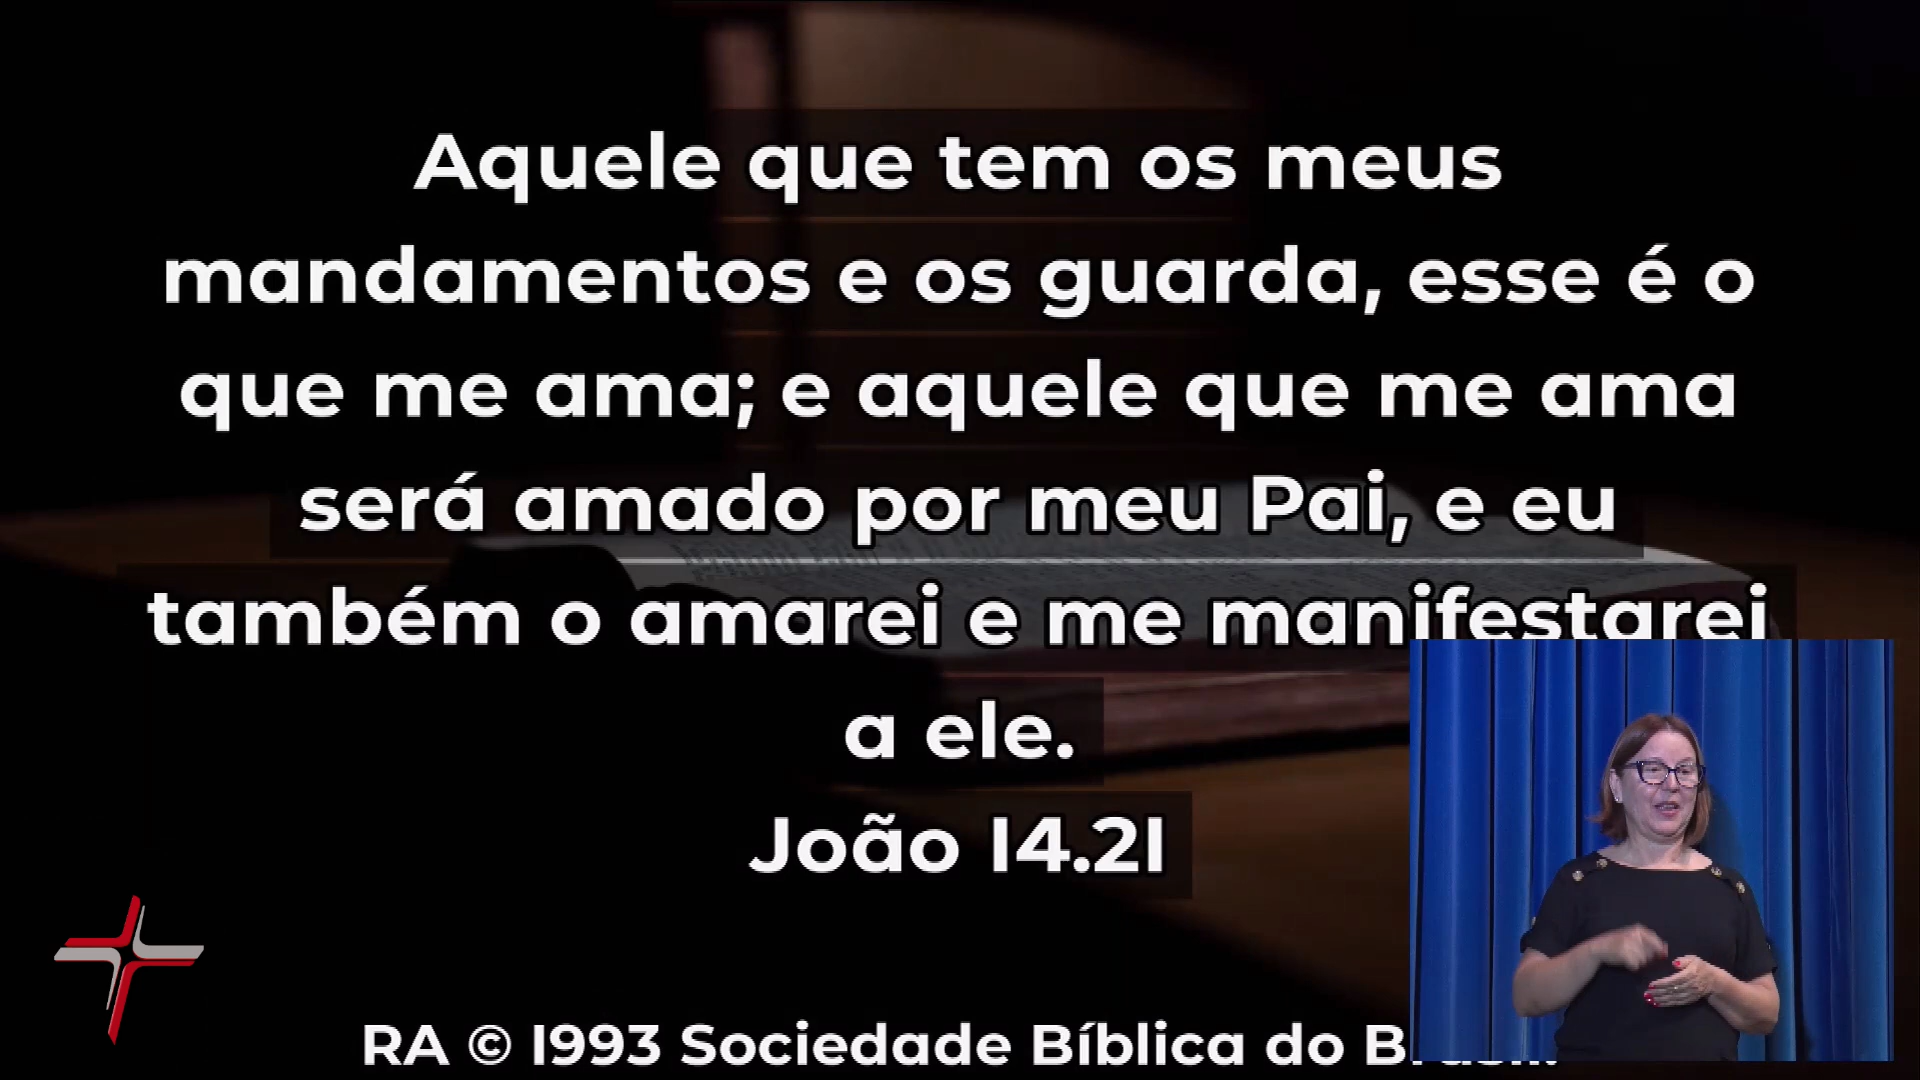 Aquele que tem os meus
mandamentos e os guarda, esse é o
que me ama; e aquele que me ama
será amado por meu Pai, e eu
também o amarei e me manifestarei
a ele.
João 14.21
RA © 1993 Sociedade Bíblica do